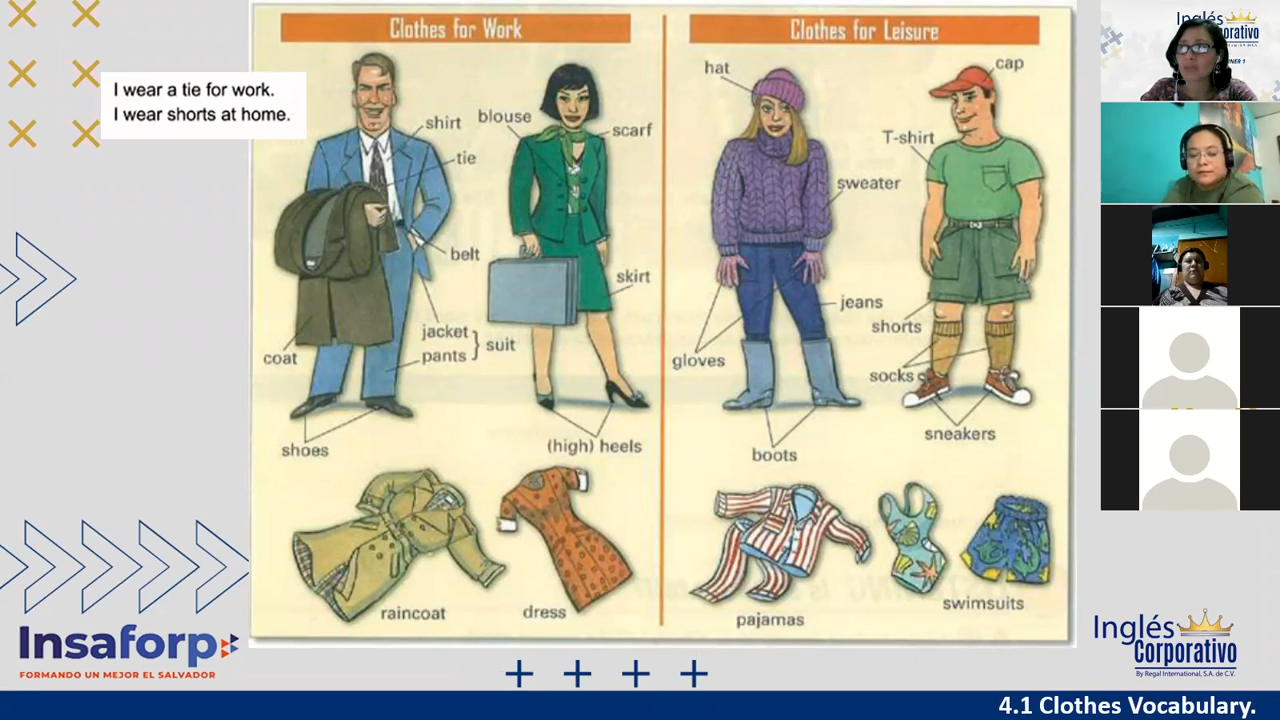 Clothes for Work
Clothes for Leisure
I wear a tie for work.
I wear shorts at home.
shirt
tie
blouse
scarf
belt
skirt
jacket
pants
suit
coat
shoes
(high) heels
raincoat
dress
hat
cap
T-shirt
sweater
jeans
shorts
gloves
socks
sneakers
boots
pajamas
swimsuits
Insaforp
FORMANDO UN MEJOR EL SALVADOR
Inglés
Corporativo
By Regal International, S.A. de C.V.
4.1 Clothes Vocabulary.
Inglés